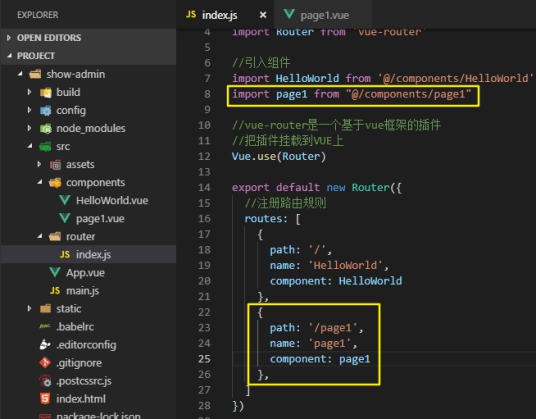 EXPLORER
OPEN EDITORS
PROJECT
show-admin
build
config
node_modules
src
assets
components
HelloWorld.vue
page1.vue
router
JS index.js
App.vue
JS main.js
static
.babelrc
.editorconfig
.gitignore
JS .postcssrc.js
index.html
package-lock.json
JS index.js ×
page1.vue
4 import Router from 'vue-router'
6 //引入组件
7 import HelloWorld from '@/components/HelloWorld'
8 import page1 from "@/components/page1"
9
10 //vue-router是一个基于vue框架的插件
11 //把插件挂载到VUE上
12 Vue.use(Router)
13
14 export default new Router({
15 //注册路由规则
16 routes: [
17 {
18 path: '/',
19 name: 'HelloWorld',
20 component: HelloWorld
21 },
22 {
23 path: '/page1',
24 name: 'page1',
25 component: page1
26 },
27 ]
28 })